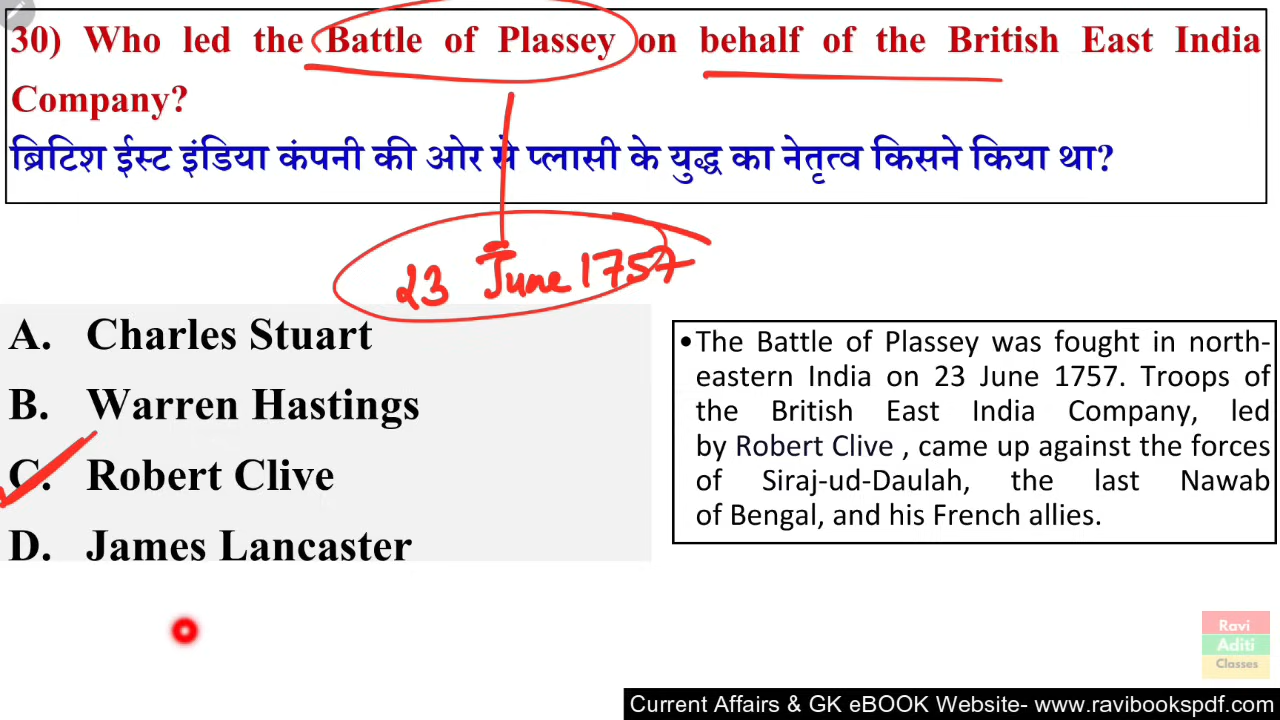 30) Who led the Battle of Plassey on behalf of the British East India
Company?
ब्रिटिश ईस्ट इंडिया कंपनी की ओर से प्लासी के युद्ध का नेतृत्व किसने किया था?
23 June 1757
A. Charles Stuart
B. Warren Hastings
C. Robert Clive
D. James Lancaster
•The Battle of Plassey was fought in north-
eastern India on 23 June 1757. Troops of
the British East India Company, led
by Robert Clive , came up against the forces
of Siraj-ud-Daulah, the last Nawab
of Bengal, and his French allies.
Ravi
Aditi
Classes
Current Affairs & GK eBOOK Website- www.ravibookspdf.com